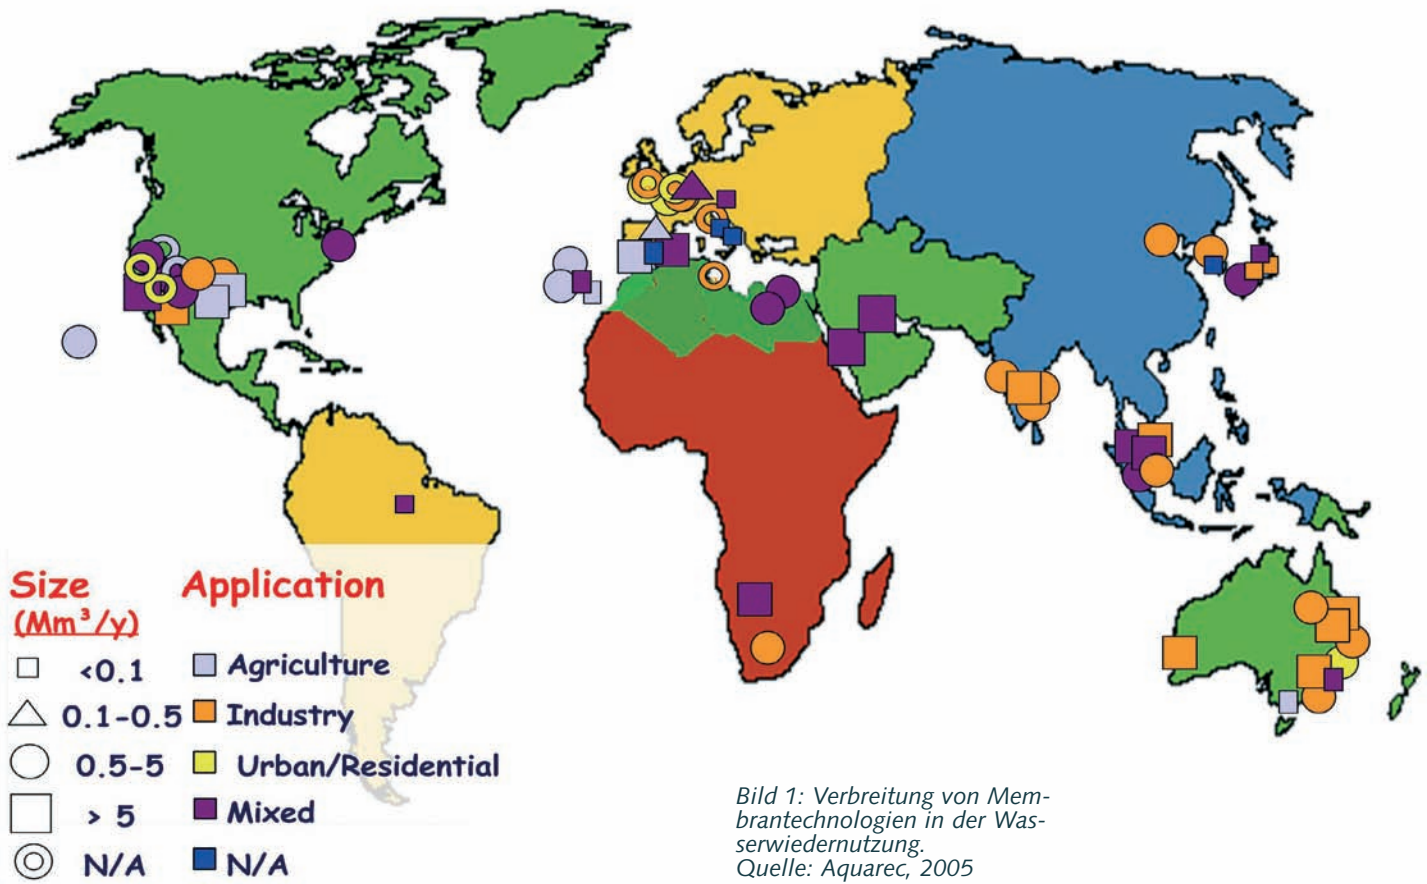 Size Application
(Mm³/y)
<0.1 Agriculture
0.1-0.5 Industry
0.5-5 Urban/Residential
> 5 Mixed
N/A N/A
Bild 1: Verbreitung von Mem-
brantechnologien in der Was-
serwiedernutzung.
Quelle: Aquarec, 2005